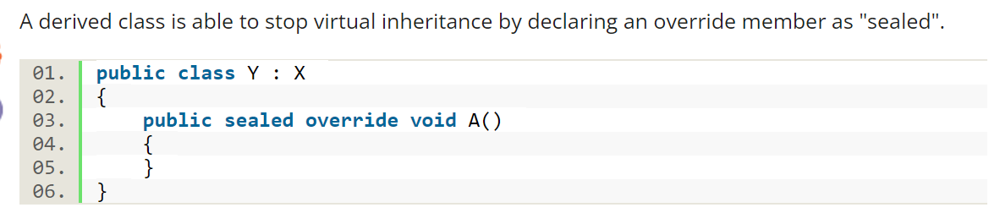 A derived class is able to stop virtual inheritance by declaring an override member as "sealed".
01. public class Y : X
02. {
03. public sealed override void A()
04. {
05. }
06. }